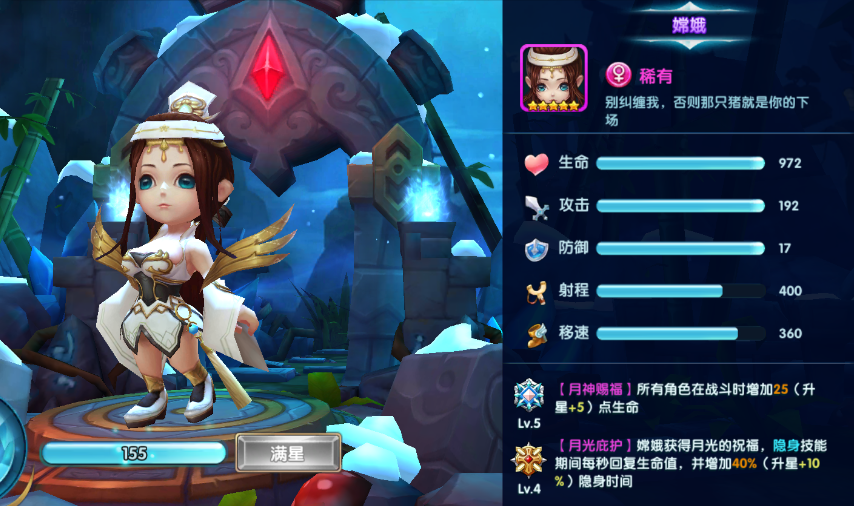 嫦娥
稀有
别纠缠我，否则那只猪就是你的下
场
生命 972
攻击 192
防御 17
射程 400
移速 360
【月神赐福】所有角色在战斗时增加25（升
星+5）点生命
Lv.5
【月光庇护】嫦娥获得月光的祝福，隐身技能
期间每秒回复生命值，并增加40%（升星+10
%）隐身时间
Lv.4
155
满星